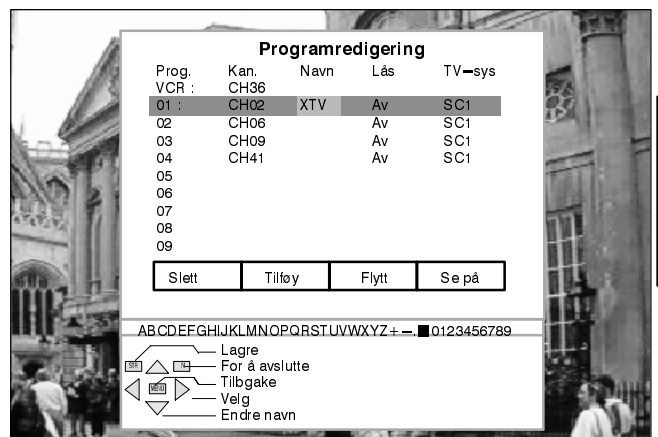 Programredigering
Prog. Kan. Navn Lås TV–sys
VCR : CH36
01 : CH02 XTV Av SC1
02 CH06 Av SC1
03 CH09 Av SC1
04 CH41 Av SC1
05
06
07
08
09
Slett Tilføy Flytt Se på
ABCDEFGHIJKLMNOPQRSTUVWXYZ+–.■0123456789
Lagre
STR N For å avslutte
MENU Tilbgake
Velg
Endre navn